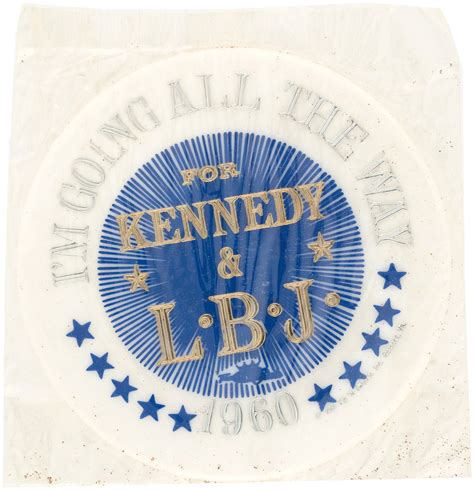 I'M GOING ALL THE WAY
FOR
KENNEDY
&
L·B·J·
1960